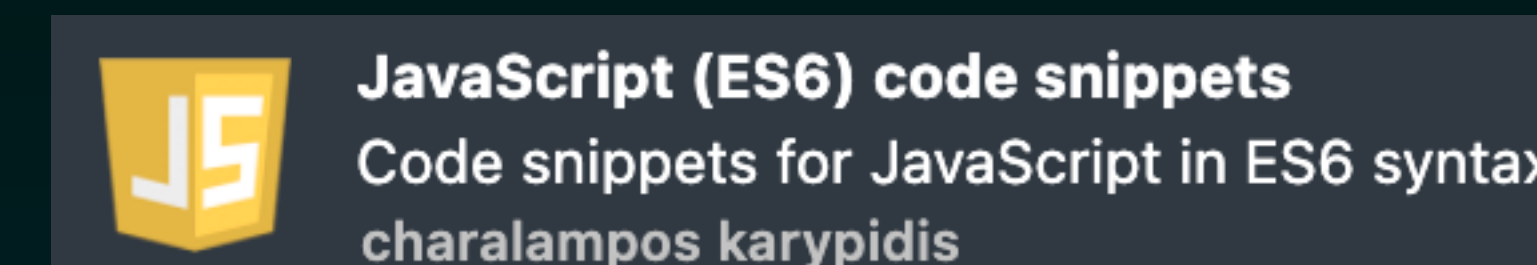 JS
JavaScript (ES6) code snippets
Code snippets for JavaScript in ES6 syntax
charalampos karypidis